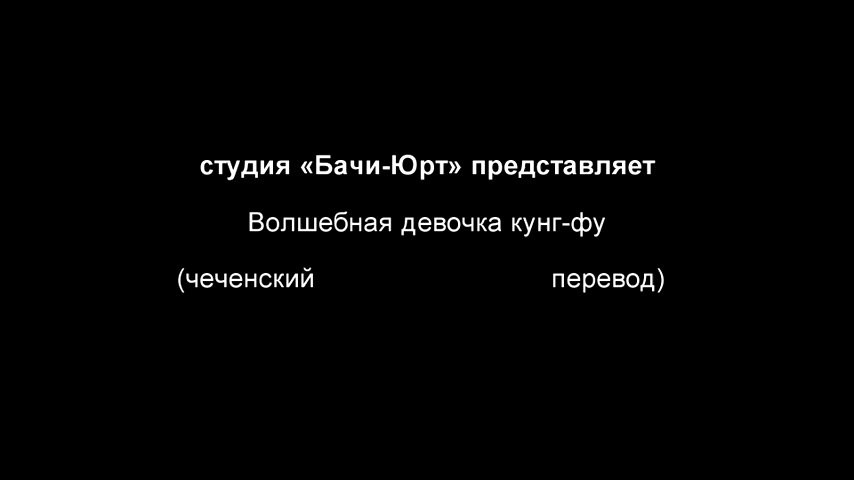 студия «Бачи-Юрт» представляет
Волшебная девочка кунг-фу
(чеченский перевод)